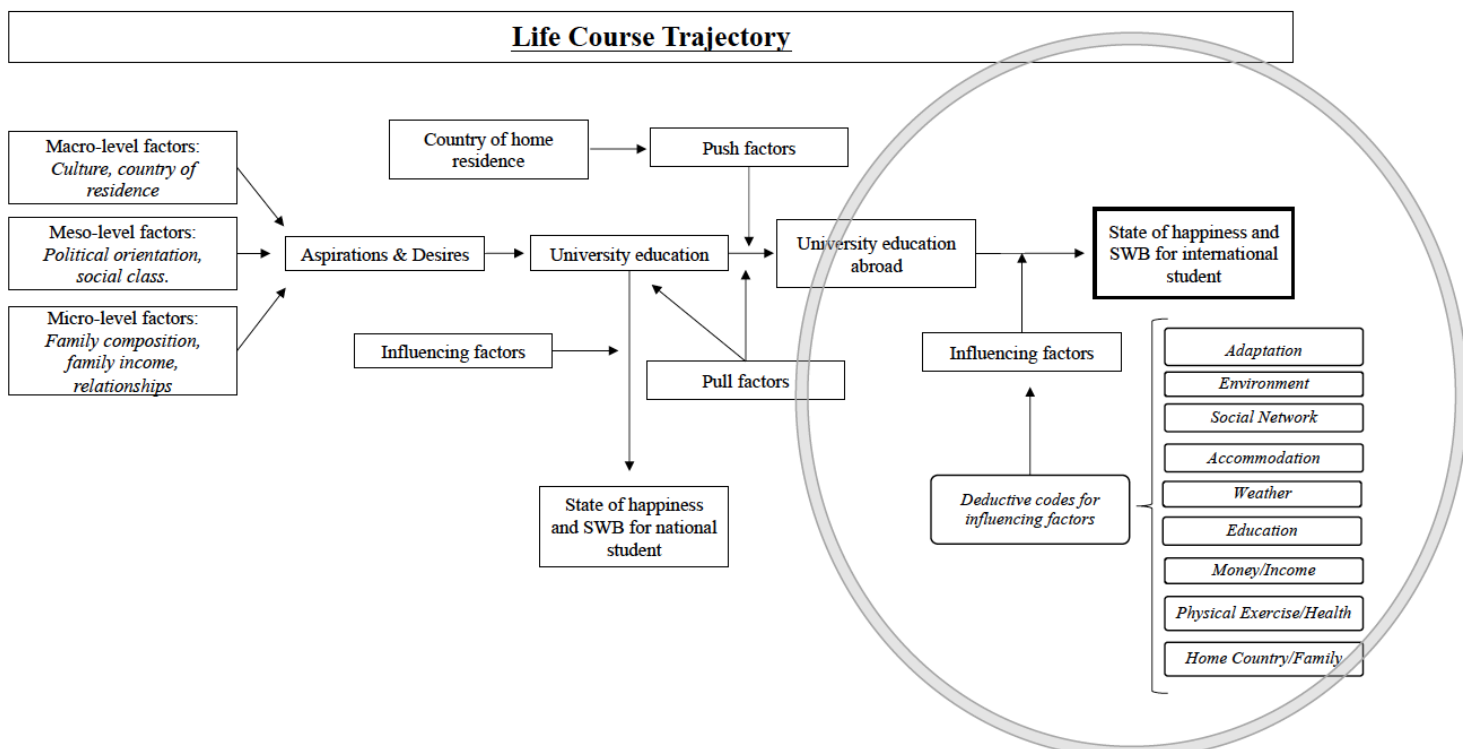 Life Course Trajectory
Macro-level factors:
Culture, country of
residence
Meso-level factors:
Political orientation,
social class.
Micro-level factors:
Family composition,
family income,
relationships
Aspirations & Desires
Country of home
residence
Push factors
University education
University education
abroad
Influencing factors
Pull factors
State of happiness
and SWB for national
student
State of happiness and
SWB for international
student
Influencing factors
Deductive codes for
influencing factors
Adaptation
Environment
Social Network
Accommodation
Weather
Education
Money/Income
Physical Exercise/Health
Home Country/Family